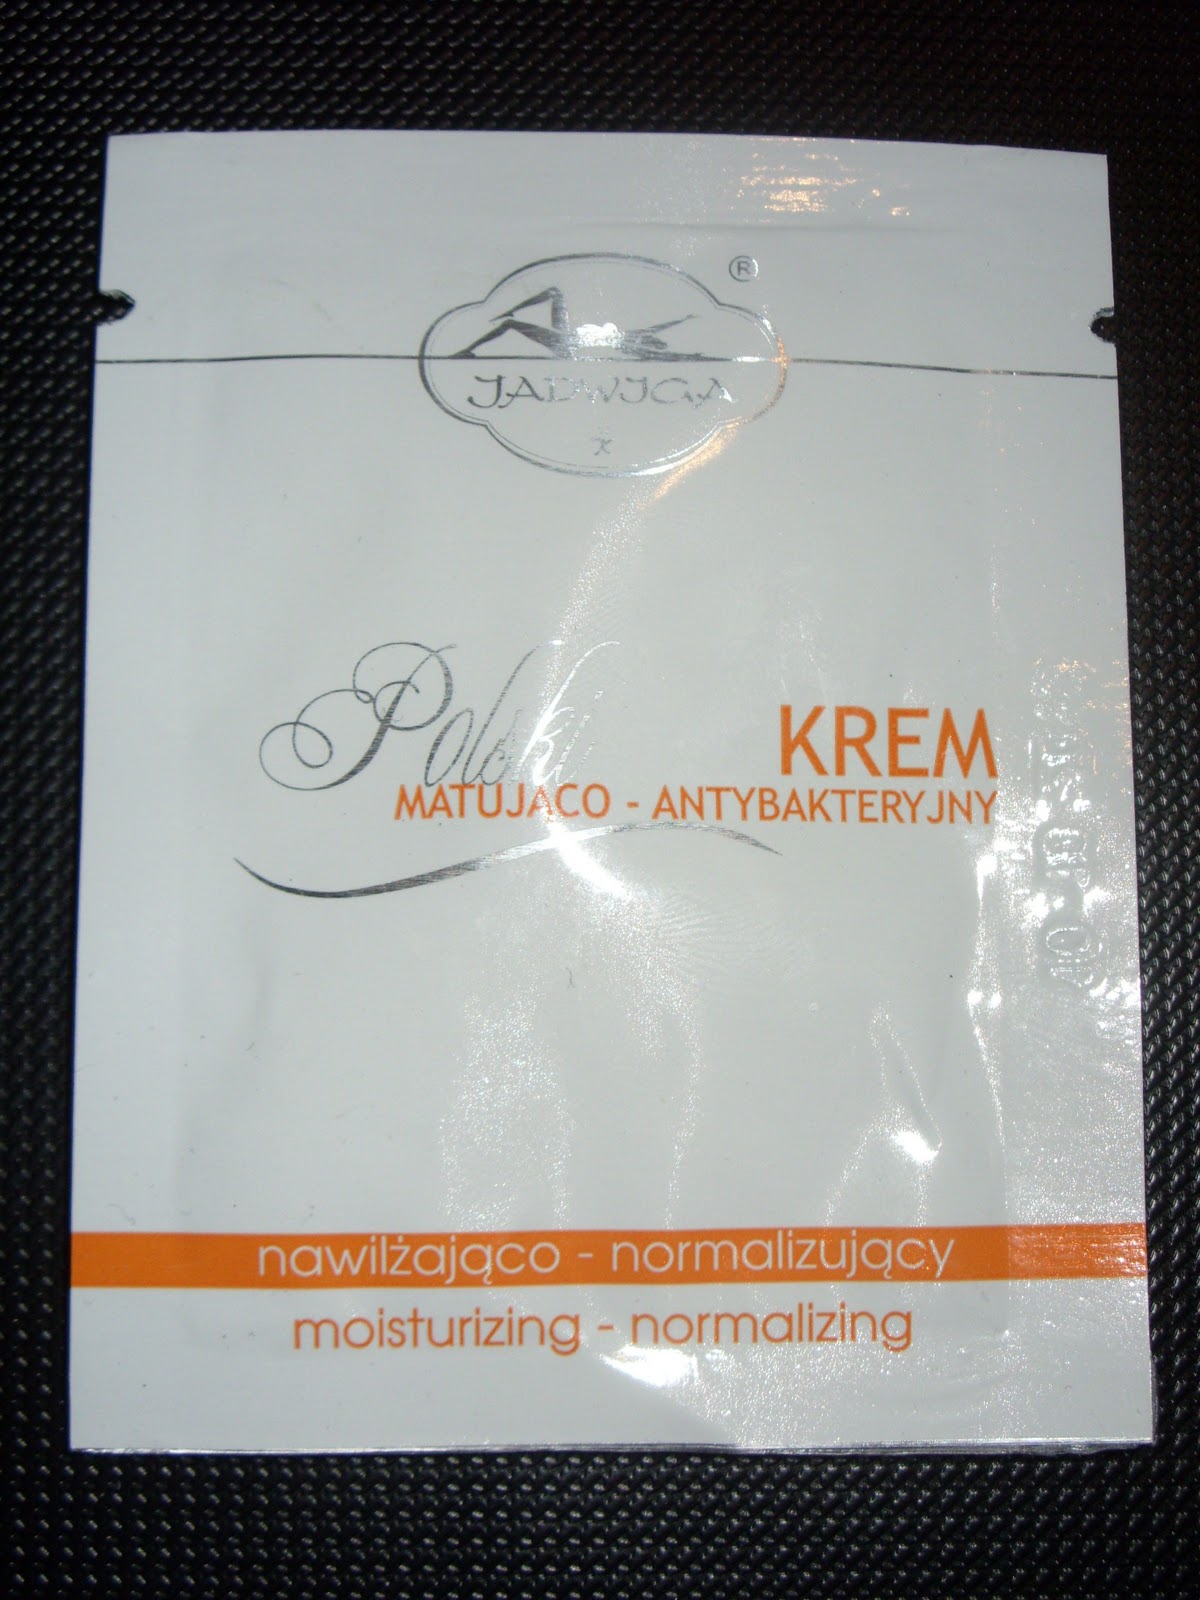 ®
JADWIGA
Polski KREM
MATUJĄCO - ANTYBAKTERYJNY
nawilżająco - normalizujący
moisturizing - normalizing